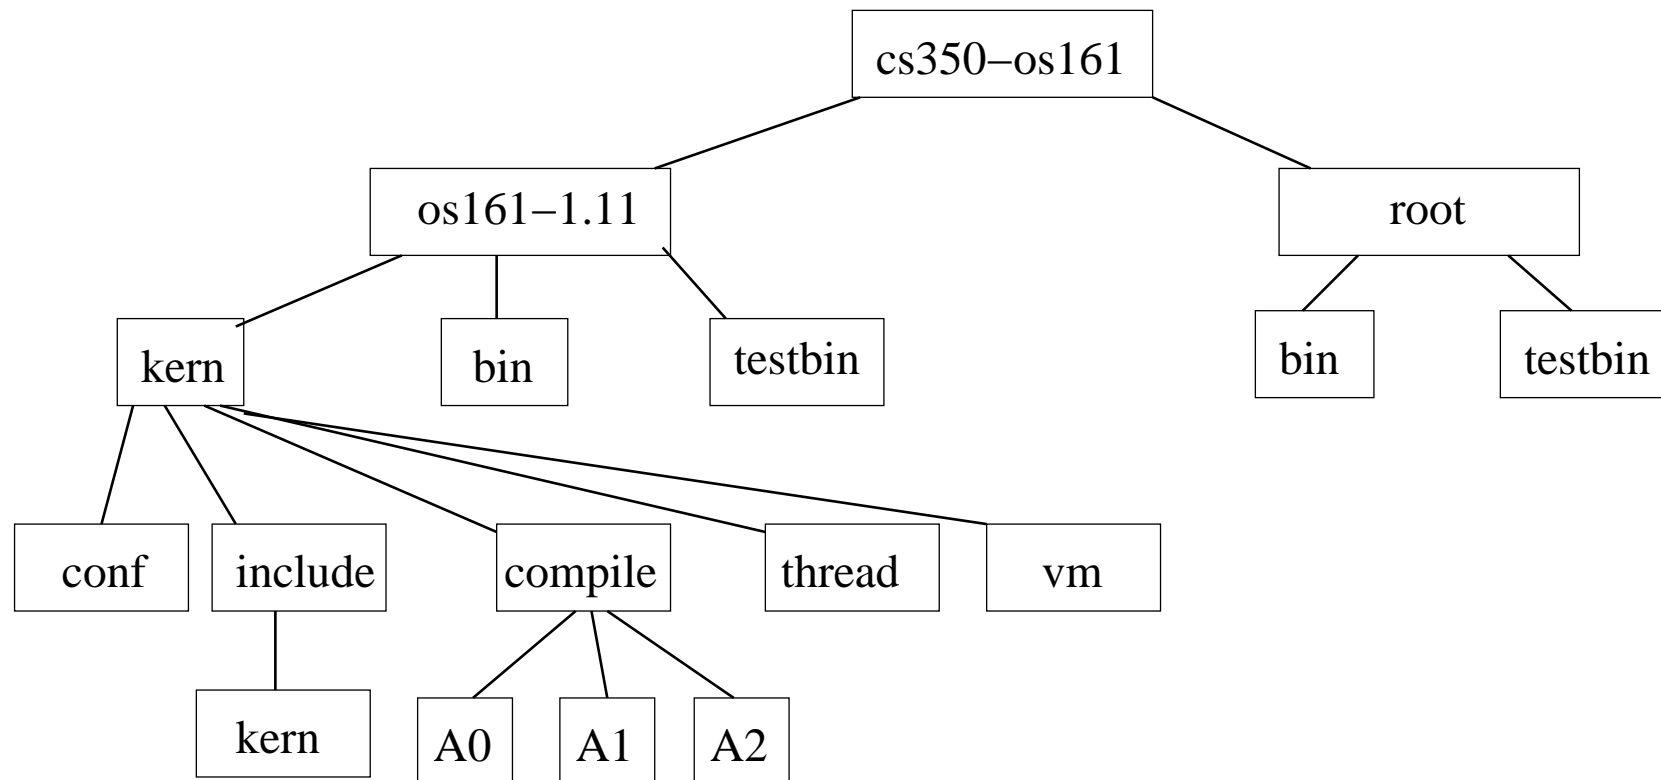 cs350–os161
os161–1.11
root
kern
bin
testbin
bin
testbin
conf
include
compile
thread
vm
kern
A0
A1
A2